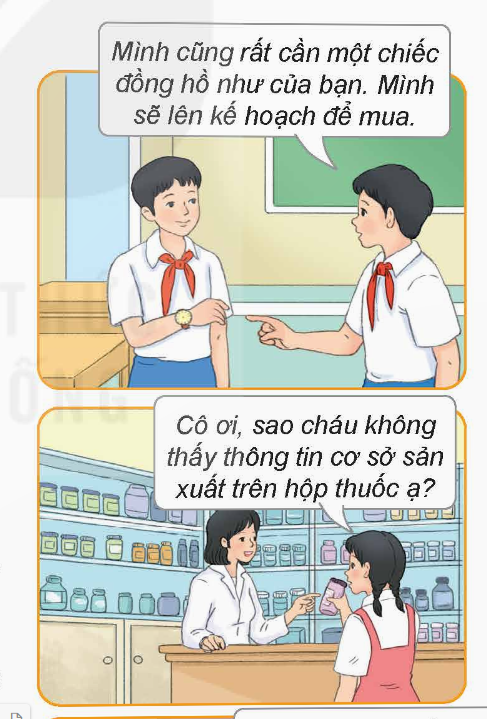 Mình cũng rất cần một chiếc
đồng hồ như của bạn. Mình
sẽ lên kế hoạch để mua.
Cô ơi, sao cháu không
thấy thông tin cơ sở sản
xuất trên hộp thuốc ạ?